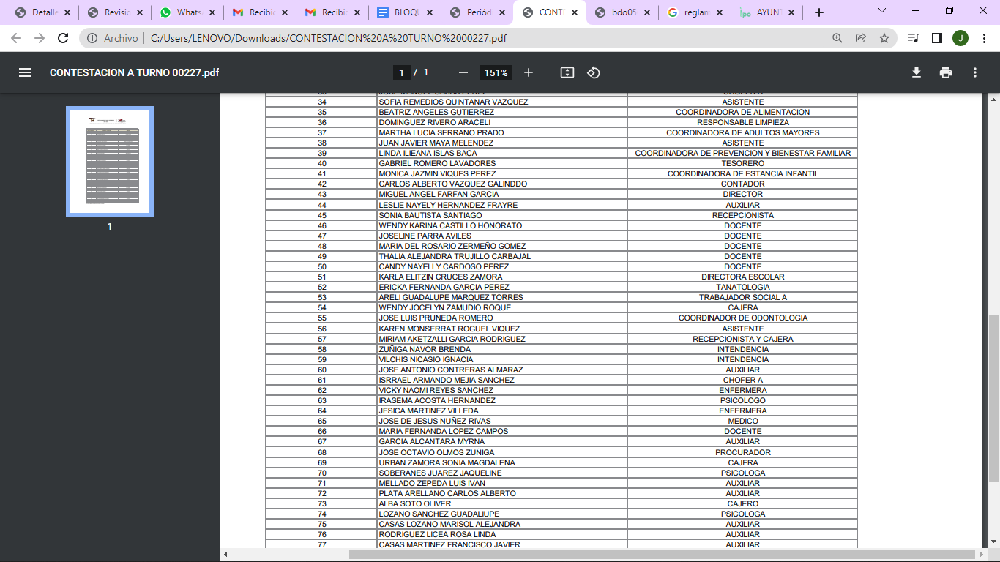 Detalle
Revisic
Whats
Recibic
Recibic
BLOQU
Periód
CONTE
bdo05
reglam
AYUNT
Archivo C:/Users/LENOVO/Downloads/CONTESTACION%20A%20TURNO%2000227.pdf J
CONTESTACION A TURNO 00227.pdf 1 / 1 151%
1
33 JOSE MANUEL CASAS PEREZ CHOFER A
34 SOFIA REMEDIOS QUINTANAR VAZQUEZ ASISTENTE
35 BEATRIZ ANGELES GUTIERREZ COORDINADORA DE ALIMENTACION
36 DOMINGUEZ RIVERO ARACELI RESPONSABLE LIMPIEZA
37 MARTHA LUCIA SERRANO PRADO COORDINADORA DE ADULTOS MAYORES
38 JUAN JAVIER MAYA MELENDEZ ASISTENTE
39 LINDA ILIEANA ISLAS BACA COORDINADORA DE PREVENCION Y BIENESTAR FAMILIAR
40 GABRIEL ROMERO LAVADORES TESORERO
41 MONICA JAZMIN VIQUES PEREZ COORDINADORA DE ESTANCIA INFANTIL
42 CARLOS ALBERTO VAZQUEZ GALINDDO CONTADOR
43 MIGUEL ANGEL FARFAN GARCIA DIRECTOR
44 LESLIE NAYELY HERNANDEZ FRAYRE AUXILIAR
45 SONIA BAUTISTA SANTIAGO RECEPCIONISTA
46 WENDY KARINA CASTILLO HONORATO DOCENTE
47 JOSELINE PARRA AVILES DOCENTE
48 MARIA DEL ROSARIO ZERMEÑO GOMEZ DOCENTE
49 THALIA ALEJANDRA TRUJILLO CARBAJAL DOCENTE
50 CANDY NAYELLY CARDOSO PEREZ DOCENTE
51 KARLA ELITZIN CRUCES ZAMORA DIRECTORA ESCOLAR
52 ERICKA FERNANDA GARCIA PEREZ TANATOLOGIA
53 ARELI GUADALUPE MARQUEZ TORRES TRABAJADOR SOCIAL A
54 WENDY JOCELYN ZAMUDIO ROQUE CAJERA
55 JOSE LUIS PRUNEDA ROMERO COORDINADOR DE ODONTOLOGIA
56 KAREN MONSERRAT ROGUEL VIQUEZ ASISTENTE
57 MIRIAM AKETZALLI GARCIA RODRIGUEZ RECEPCIONISTA Y CAJERA
58 ZUÑIGA NAVOR BRENDA INTENDENCIA
59 VILCHIS NICASIO IGNACIA INTENDENCIA
60 JOSE ANTONIO CONTRERAS ALMARAZ AUXILIAR
61 ISRRAEL ARMANDO MEJIA SANCHEZ CHOFER A
62 VICKY NAOMI REYES SANCHEZ ENFERMERA
63 IRASEMA ACOSTA HERNANDEZ PSICOLOGO
64 JESICA MARTINEZ VILLEDA ENFERMERA
65 JOSE DE JESUS NUÑEZ RIVAS MEDICO
66 MARIA FERNANDA LOPEZ CAMPOS DOCENTE
67 GARCIA ALCANTARA MYRNA AUXILIAR
68 JOSE OCTAVIO OLMOS ZUÑIGA PROCURADOR
69 URBAN ZAMORA SONIA MAGDALENA CAJERA
70 SOBERANES JUAREZ JAQUELINE PSICOLOGA
71 MELLADO ZEPEDA LUIS IVAN AUXILIAR
72 PLATA ARELLANO CARLOS ALBERTO AUXILIAR
73 ALBA SOTO OLIVER CAJERO
74 LOZANO SANCHEZ GUADALIUPE PSICOLOGA
75 CASAS LOZANO MARISOL ALEJANDRA AUXILIAR
76 RODRIGUEZ LICEA ROSA LINDA AUXILIAR
77 CASAS MARTINEZ FRANCISCO JAVIER AUXILIAR